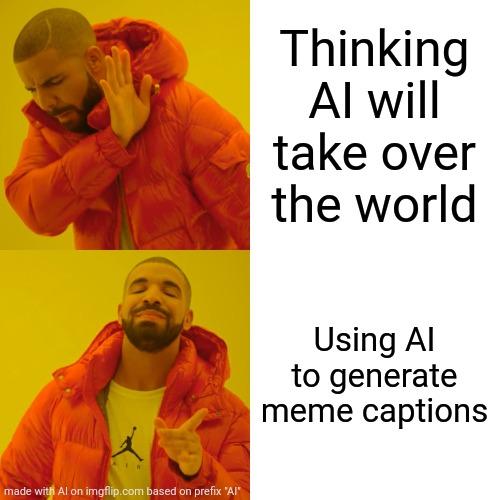 Thinking
AI will
take over
the world
Using AI
to generate
meme captions
AIR
made with AI on imgflip.com based on prefix "AI"